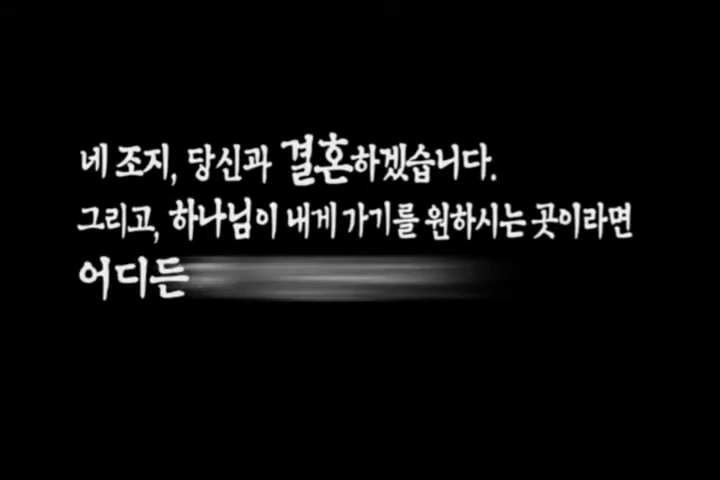 네 조지, 당신과 결혼하겠습니다.
그리고, 하나님이 내게 가기를 원하시는 곳이라면
어디든